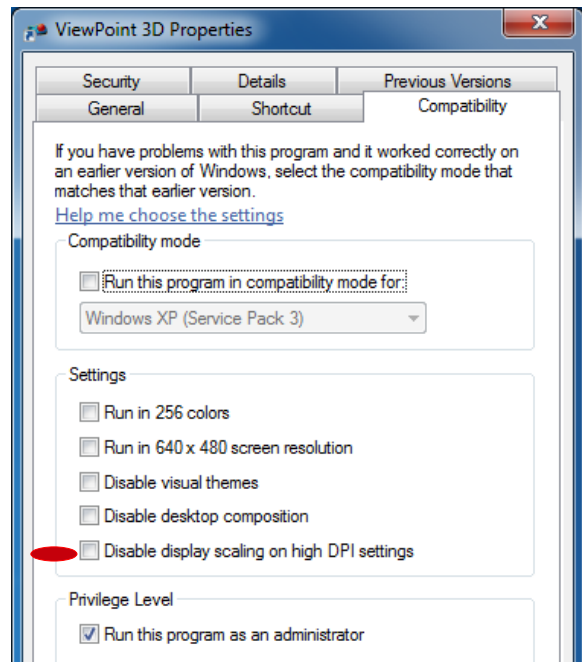 ViewPoint 3D Properties
Security Details Previous Versions
General Shortcut Compatibility
If you have problems with this program and it worked correctly on
an earlier version of Windows, select the compatibility mode that
matches that earlier version.
Help me choose the settings
Compatibility mode
Run this program in compatibility mode for:
Windows XP (Service Pack 3)
Settings
Run in 256 colors
Run in 640 x 480 screen resolution
Disable visual themes
Disable desktop composition
Disable display scaling on high DPI settings
Privilege Level
Run this program as an administrator